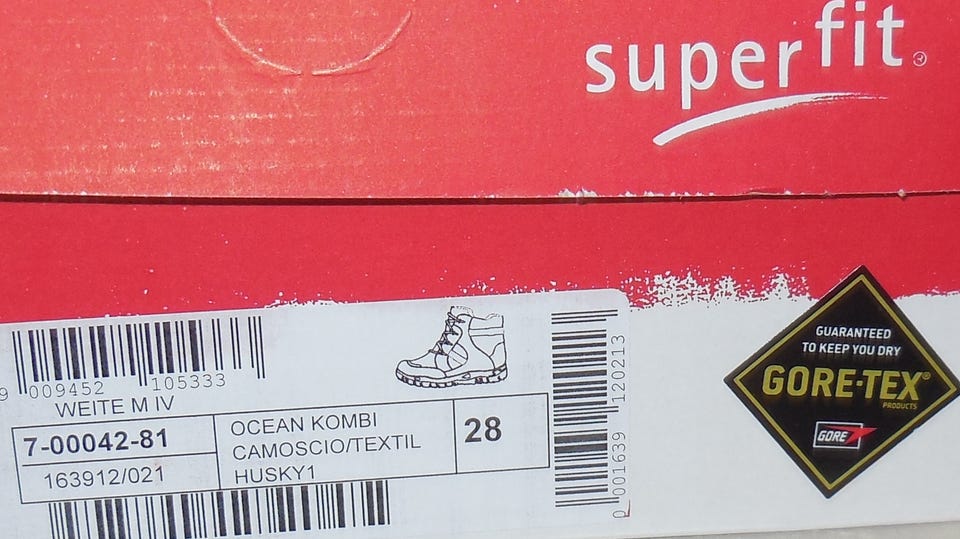 superfit®
9 009452 105333
WEITE M IV
7-00042-81
163912/021
OCEAN KOMBI
CAMOSCIO/TEXTIL
HUSKY1
28
0 001639 120213
GUARANTEED
TO KEEP YOU DRY
GORE-TEX®
PRODUCTS
GORE